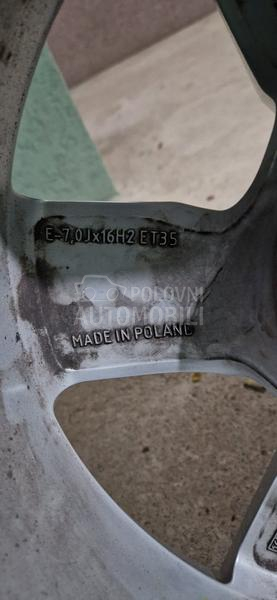 E-7,0Jx16H2 ET35
POLOVNI
AUTOMOBILI
MADE IN POLAND